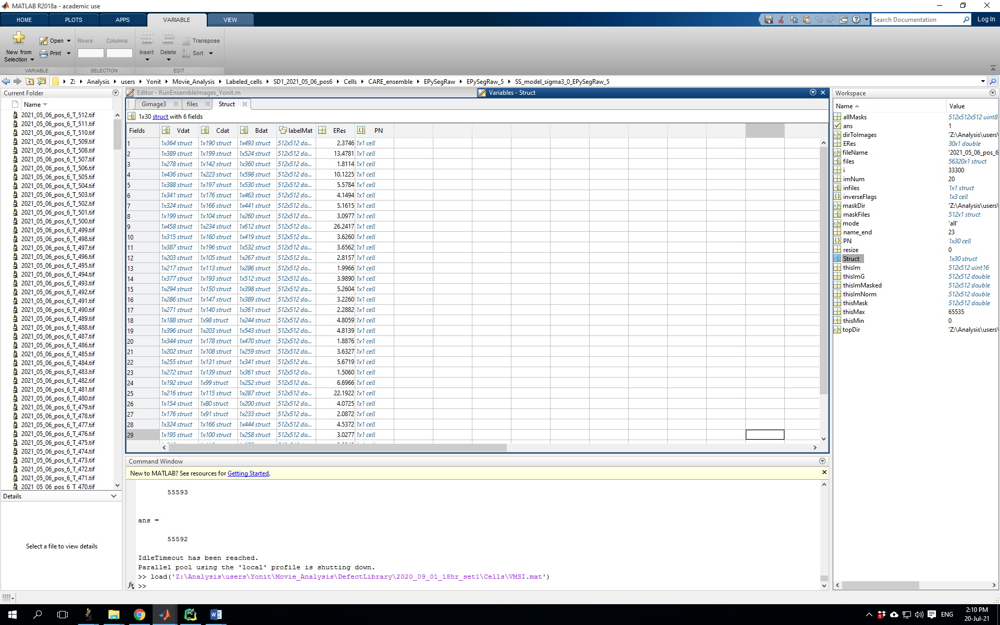 MATLAB R2018a - academic use
HOME PLOTS APPS VARIABLE VIEW
Search Documentation Log In
New from Selection Open Print Rows Columns Insert Delete Transpose Sort
VARIABLE SELECTION EDIT
Z: Analysis users Yonit Movie_Analysis Labeled_cells SD1_2021_05_06_pos6 Cells CARE_ensemble EPySegRaw EPySegRaw_5 SS_model_sigma3_0_EPySegRaw_5
Current Folder
Name
2021_05_06_pos_6_T_512.tif
2021_05_06_pos_6_T_511.tif
2021_05_06_pos_6_T_510.tif
2021_05_06_pos_6_T_509.tif
2021_05_06_pos_6_T_508.tif
2021_05_06_pos_6_T_507.tif
2021_05_06_pos_6_T_506.tif
2021_05_06_pos_6_T_505.tif
2021_05_06_pos_6_T_504.tif
2021_05_06_pos_6_T_503.tif
2021_05_06_pos_6_T_502.tif
2021_05_06_pos_6_T_501.tif
2021_05_06_pos_6_T_500.tif
2021_05_06_pos_6_T_499.tif
2021_05_06_pos_6_T_498.tif
2021_05_06_pos_6_T_497.tif
2021_05_06_pos_6_T_496.tif
2021_05_06_pos_6_T_495.tif
2021_05_06_pos_6_T_494.tif
2021_05_06_pos_6_T_493.tif
2021_05_06_pos_6_T_492.tif
2021_05_06_pos_6_T_491.tif
2021_05_06_pos_6_T_490.tif
2021_05_06_pos_6_T_489.tif
2021_05_06_pos_6_T_488.tif
2021_05_06_pos_6_T_487.tif
2021_05_06_pos_6_T_486.tif
2021_05_06_pos_6_T_485.tif
2021_05_06_pos_6_T_484.tif
2021_05_06_pos_6_T_483.tif
2021_05_06_pos_6_T_482.tif
2021_05_06_pos_6_T_481.tif
2021_05_06_pos_6_T_480.tif
2021_05_06_pos_6_T_479.tif
2021_05_06_pos_6_T_478.tif
2021_05_06_pos_6_T_477.tif
2021_05_06_pos_6_T_476.tif
2021_05_06_pos_6_T_475.tif
2021_05_06_pos_6_T_474.tif
2021_05_06_pos_6_T_473.tif
2021_05_06_pos_6_T_472.tif
2021_05_06_pos_6_T_471.tif
2021_05_06_pos_6_T_470.tif
Details
Select a file to view details
Editor - RunEnsembleImages_Yonit.m
Variables - Struct
Gimage3 files Struct
1x30 struct with 6 fields
Fields Vdat Cdat Bdat labelMat ERes PN
1 1x364 struct 1x190 struct 1x493 struct 512x512 do... 2.3746 1x1 cell
2 1x389 struct 1x199 struct 1x524 struct 512x512 do... 13.4781 1x1 cell
3 1x278 struct 1x142 struct 1x360 struct 512x512 do... 1.8114 1x1 cell
4 1x436 struct 1x223 struct 1x598 struct 512x512 do... 10.1225 1x1 cell
5 1x388 struct 1x197 struct 1x530 struct 512x512 do... 5.5784 1x1 cell
6 1x341 struct 1x176 struct 1x463 struct 512x512 do... 4.1494 1x1 cell
7 1x324 struct 1x166 struct 1x441 struct 512x512 do... 5.1615 1x1 cell
8 1x199 struct 1x104 struct 1x260 struct 512x512 do... 3.0977 1x1 cell
9 1x458 struct 1x234 struct 1x612 struct 512x512 do... 26.2417 1x1 cell
10 1x315 struct 1x160 struct 1x419 struct 512x512 do... 3.6260 1x1 cell
11 1x387 struct 1x196 struct 1x532 struct 512x512 do... 3.6562 1x1 cell
12 1x203 struct 1x105 struct 1x267 struct 512x512 do... 2.8157 1x1 cell
13 1x217 struct 1x113 struct 1x286 struct 512x512 do... 1.9966 1x1 cell
14 1x377 struct 1x193 struct 1x512 struct 512x512 do... 3.9890 1x1 cell
15 1x294 struct 1x150 struct 1x398 struct 512x512 do... 5.2604 1x1 cell
16 1x286 struct 1x147 struct 1x389 struct 512x512 do... 3.2260 1x1 cell
17 1x271 struct 1x140 struct 1x361 struct 512x512 do... 2.2882 1x1 cell
18 1x188 struct 1x98 struct 1x244 struct 512x512 do... 4.8059 1x1 cell
19 1x396 struct 1x203 struct 1x543 struct 512x512 do... 4.8139 1x1 cell
20 1x344 struct 1x178 struct 1x470 struct 512x512 do... 1.8876 1x1 cell
21 1x202 struct 1x108 struct 1x259 struct 512x512 do... 3.6327 1x1 cell
22 1x255 struct 1x131 struct 1x341 struct 512x512 do... 5.6719 1x1 cell
23 1x272 struct 1x139 struct 1x361 struct 512x512 do... 1.5060 1x1 cell
24 1x192 struct 1x99 struct 1x252 struct 512x512 do... 6.6966 1x1 cell
25 1x216 struct 1x115 struct 1x287 struct 512x512 do... 22.1922 1x1 cell
26 1x154 struct 1x80 struct 1x200 struct 512x512 do... 4.0725 1x1 cell
27 1x176 struct 1x91 struct 1x233 struct 512x512 do... 2.0872 1x1 cell
28 1x324 struct 1x166 struct 1x444 struct 512x512 do... 4.5372 1x1 cell
29 1x195 struct 1x100 struct 1x258 struct 512x512 do... 3.0277 1x1 cell
Command Window
New to MATLAB? See resources for Getting Started.
55593
ans =
55592
IdleTimeout has been reached.
Parallel pool using the 'local' profile is shutting down.
>> load('Z:\Analysis\users\Yonit\Movie_Analysis\DefectLibrary\2020_09_01_18hr_set1\Cells\VMSI.mat')
fx >>
Workspace
Name Value
allMasks 512x512x512 uint8
ans 1
dirToImages 'Z:\Analysis\users\
ERes 30x1 double
fileName '2021_05_06_pos_6
files 56320x1 struct
i 33300
imNum 20
infiles 1x1 struct
inverseFlags 1x3 cell
maskDir 'Z:\Analysis\users\
maskFiles 512x1 struct
mode 'all'
name_end 23
PN 1x30 cell
resize 0
Struct 1x30 struct
thisIm 512x512 uint16
thisImG 512x512 double
thisImMasked 512x512 double
thisImNorm 512x512 double
thisMask 512x512 double
thisMax 65535
thisMin 0
topDir 'Z:\Analysis\users\
ENG
2:10 PM
20-Jul-21